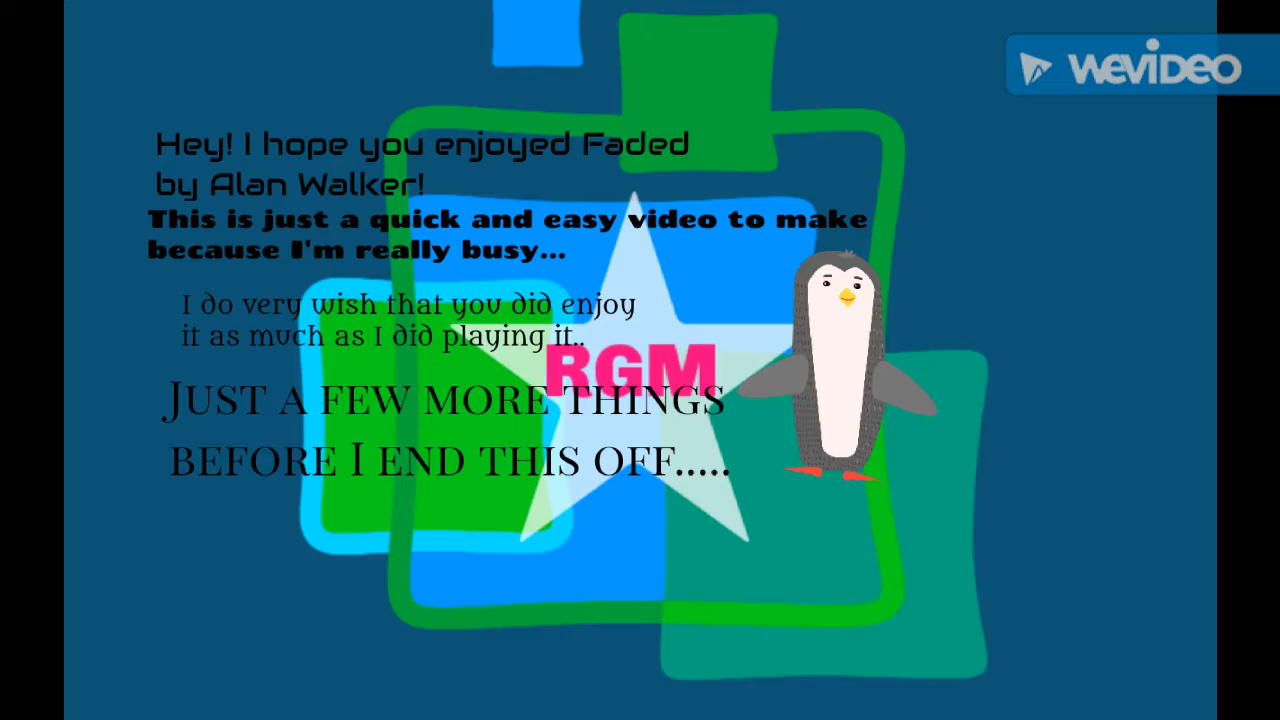 WEVIDEO
Hey! I hope you enjoyed Faded
by Alan Walker!
This is just a quick and easy video to make
because I'm really busy...
I do very wish that you did enjoy
it as much as I did playing it..
RGM
Just a few more things
before I end this off.....